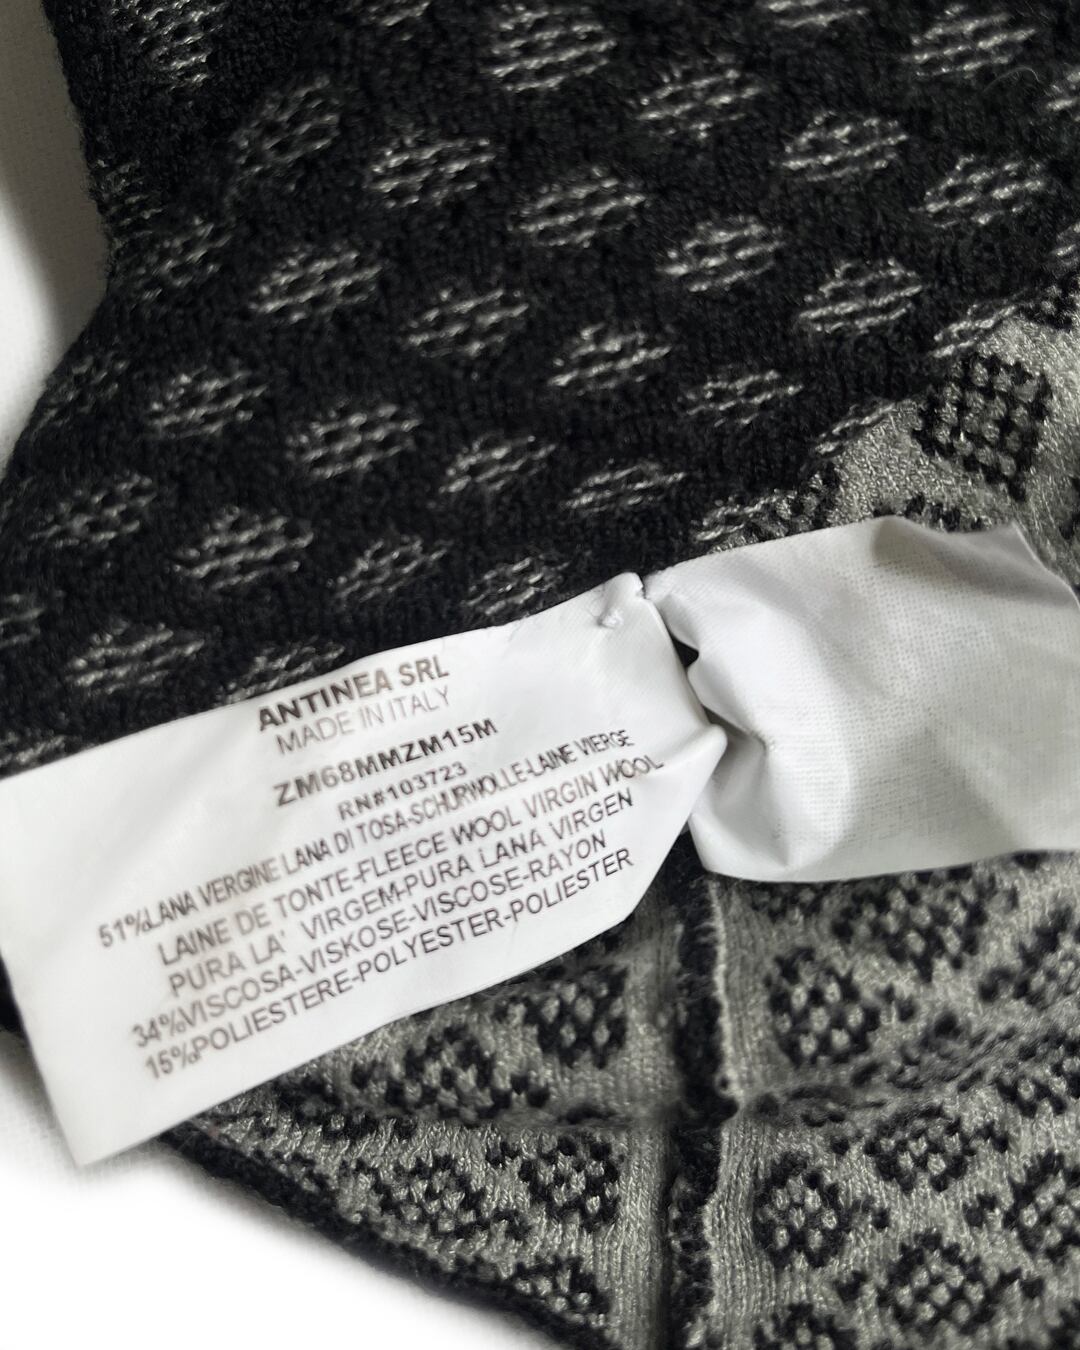 ANTINEA SRL
MADE IN ITALY
ZM68MMZM15M
RN#103723
51%LANA VERGINE LANA DI TOSA-SCHURWOLLE-LAINE VIERGE
LAINE DE TONTE-FLEECE WOOL VIRGIN WOOL
PURA LA' VIRGEM-PURA LANA VIRGEN
34%VISCOSA-VISKOSE-VISCOSE-RAYON
15%POLIESTERE-POLYESTER-POLIESTER